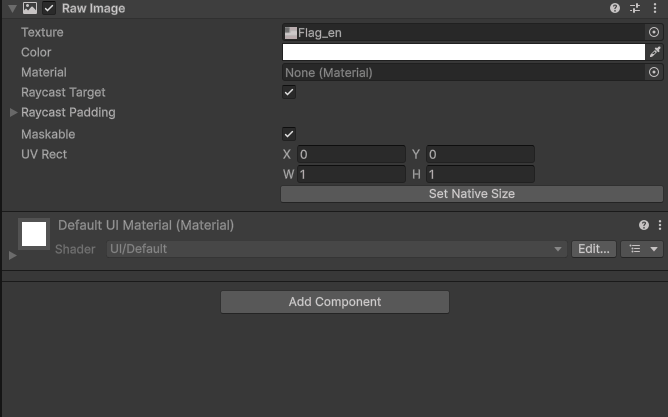 Raw Image
Texture Flag_en
Color
Material None (Material)
Raycast Target
Raycast Padding
Maskable
UV Rect X 0 Y 0
W 1 H 1
Set Native Size
Default UI Material (Material)
Shader UI/Default Edit...
Add Component